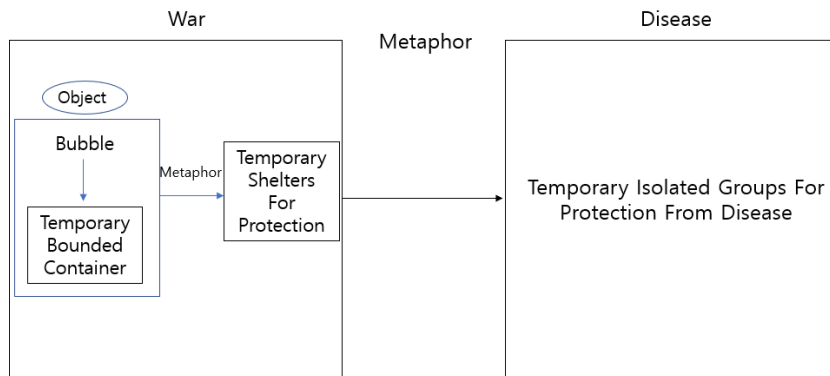 War
Metaphor
Disease
Object
Bubble
Metaphor
Temporary
Bounded
Container
Temporary
Shelters
For
Protection
Temporary Isolated Groups For
Protection From Disease